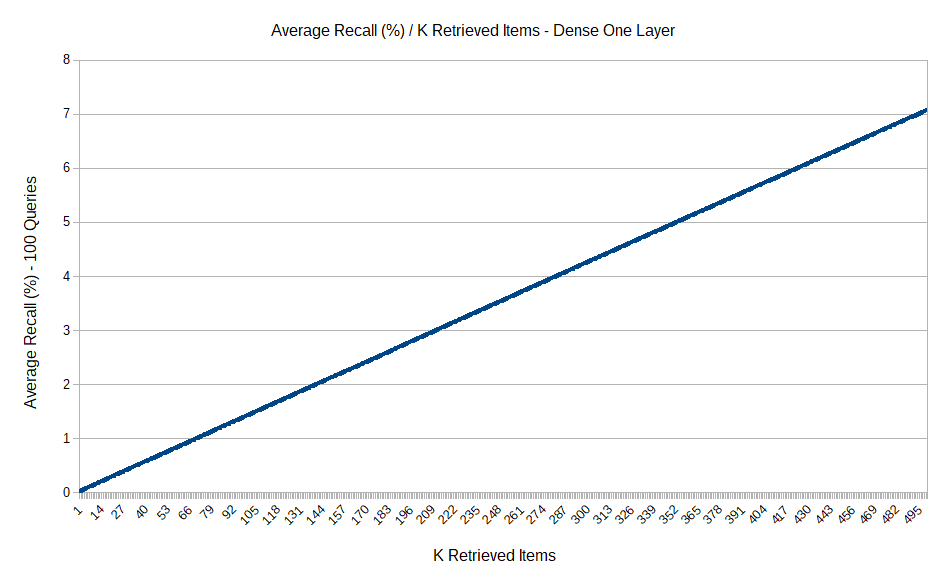 Average Recall (%) / K Retrieved Items - Dense One Layer
8
7
6
5
4
3
2
1
0
Average Recall (%) - 100 Queries
1 14 27 40 53 66 79 92 105 118 131 144 157 170 183 196 209 222 235 248 261 274 287 300 313 326 339 352 365 378 391 404 417 430 443 456 469 482 495
K Retrieved Items